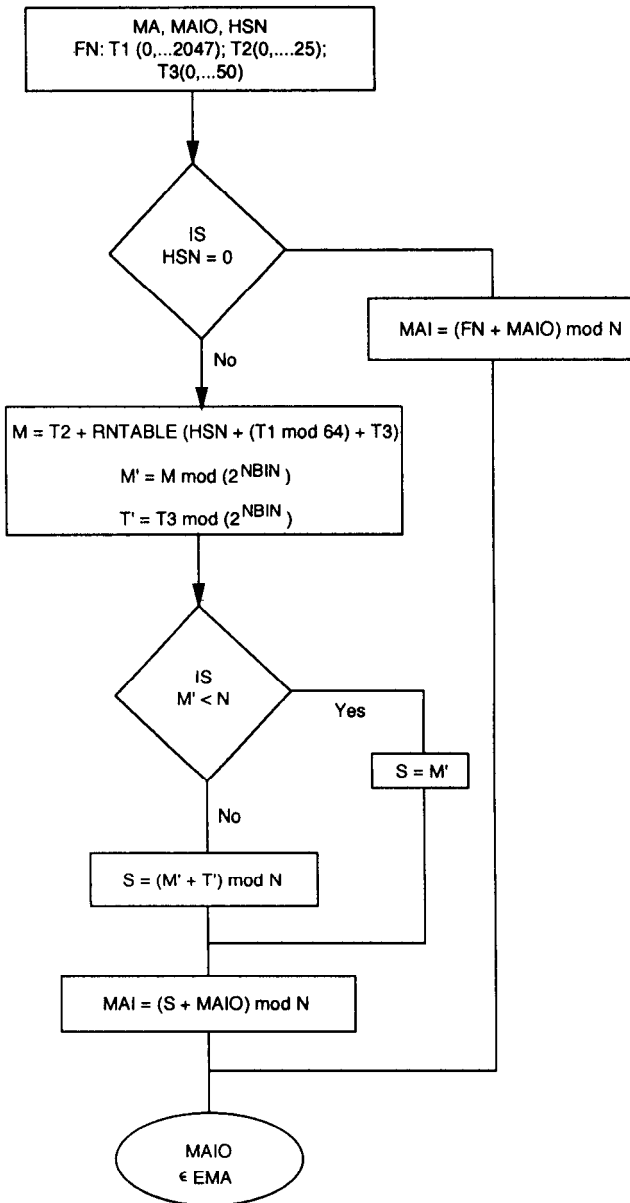 MA, MAIO, HSN
FN: T1 (0,...2047); T2(0,....25);
T3(0,...50)
IS
HSN = 0
MAI = (FN + MAIO) mod N
No
M = T2 + RNTABLE (HSN + (T1 mod 64) + T3)
M' = M mod (2^NBIN )
T' = T3 mod (2^NBIN )
IS
M' < N
Yes
S = M'
No
S = (M' + T') mod N
MAI = (S + MAIO) mod N
MAIO
ϵ EMA